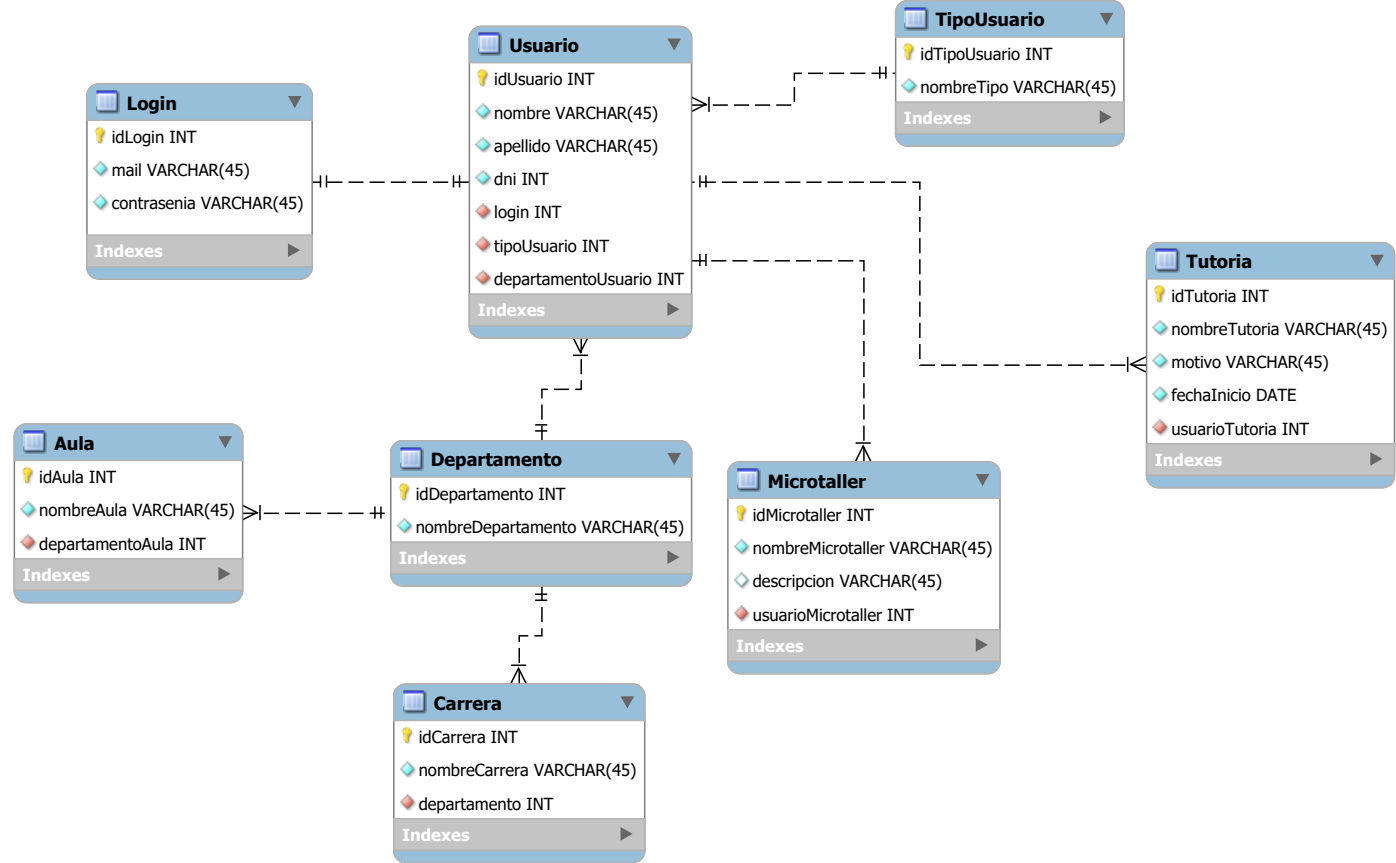 Login
idLogin INT
mail VARCHAR(45)
contrasenia VARCHAR(45)
Indexes
Usuario
idUsuario INT
nombre VARCHAR(45)
apellido VARCHAR(45)
dni INT
login INT
tipoUsuario INT
departamentoUsuario INT
Indexes
TipoUsuario
idTipoUsuario INT
nombreTipo VARCHAR(45)
Indexes
Tutoria
idTutoria INT
nombreTutoria VARCHAR(45)
motivo VARCHAR(45)
fechaInicio DATE
usuarioTutoria INT
Indexes
Aula
idAula INT
nombreAula VARCHAR(45)
departamentoAula INT
Indexes
Departamento
idDepartamento INT
nombreDepartamento VARCHAR(45)
Indexes
Microtaller
idMicrotaller INT
nombreMicrotaller VARCHAR(45)
descripcion VARCHAR(45)
usuarioMicrotaller INT
Indexes
Carrera
idCarrera INT
nombreCarrera VARCHAR(45)
departamento INT
Indexes